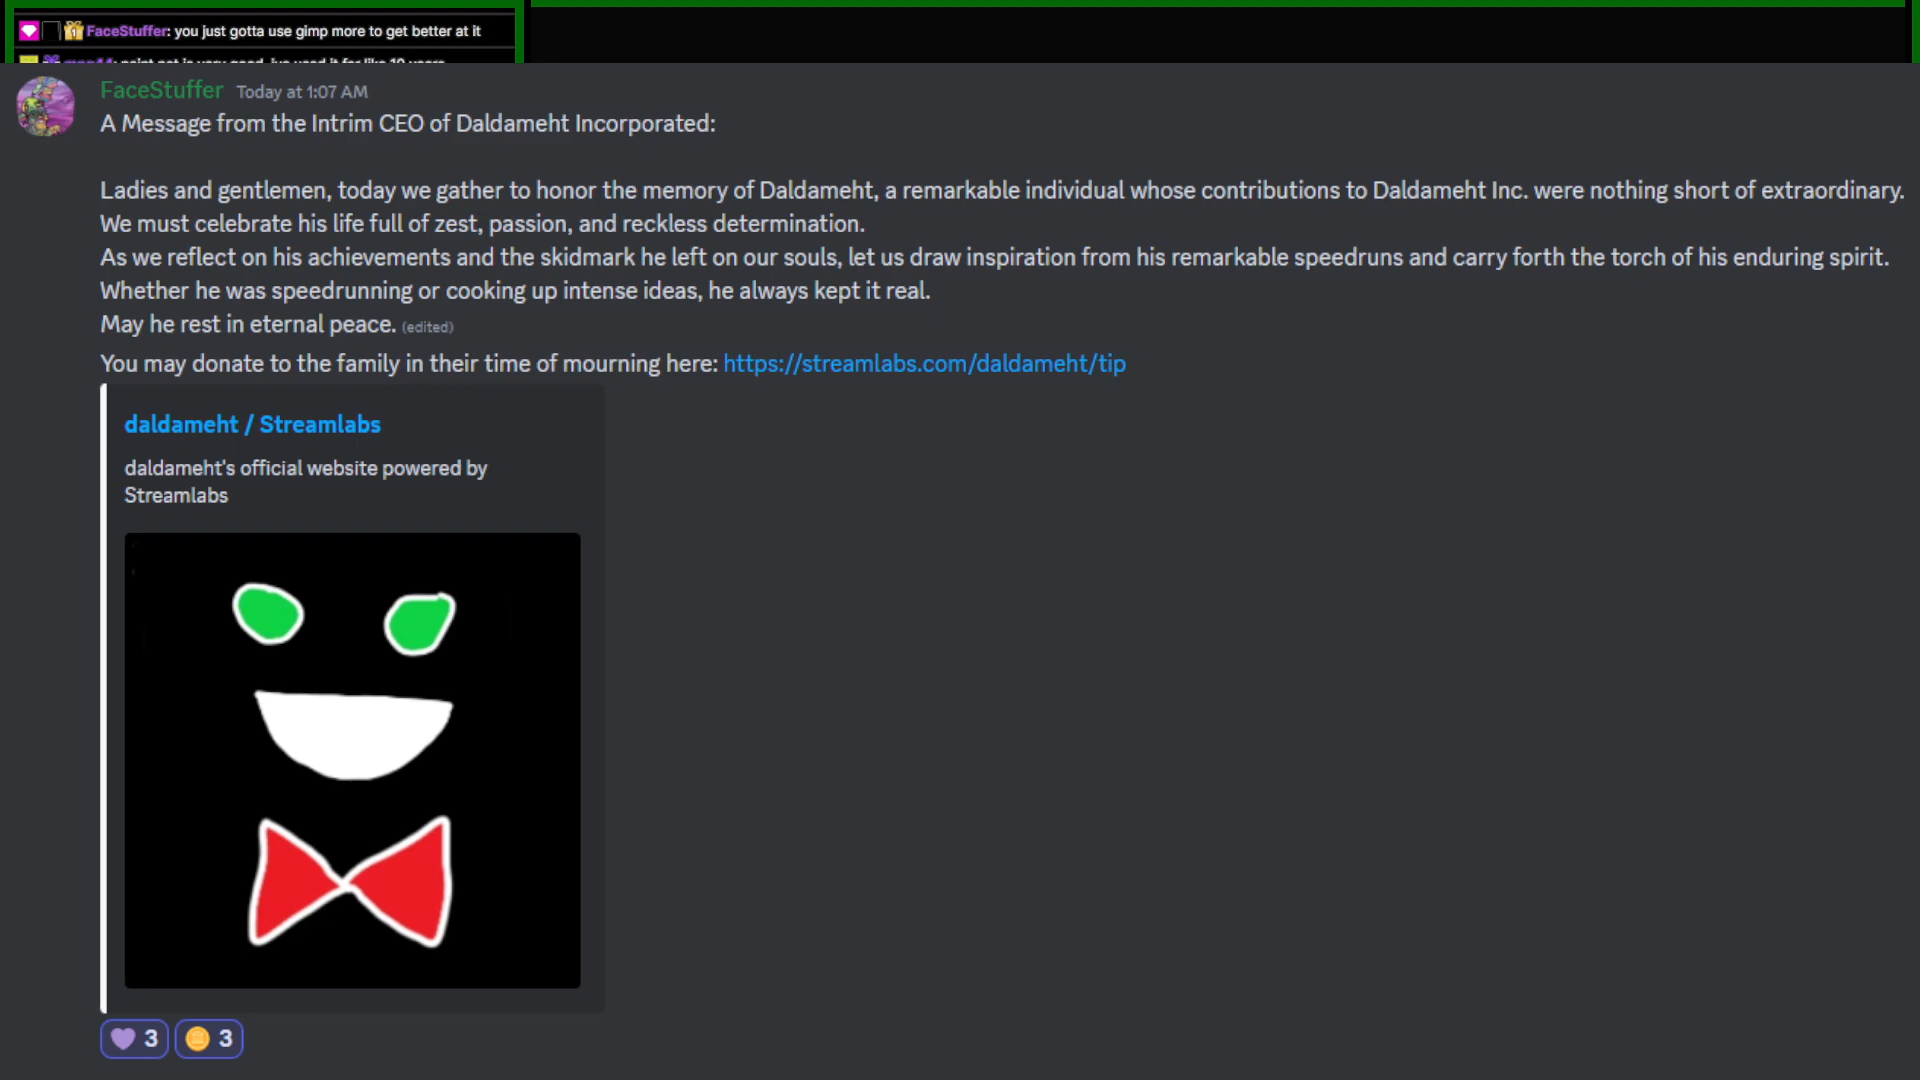 FaceStuffer: you just gotta use gimp more to get better at it
FaceStuffer Today at 1:07 AM
A Message from the Intrim CEO of Daldameht Incorporated:
Ladies and gentlemen, today we gather to honor the memory of Daldameht, a remarkable individual whose contributions to Daldameht Inc. were nothing short of extraordinary.
We must celebrate his life full of zest, passion, and reckless determination.
As we reflect on his achievements and the skidmark he left on our souls, let us draw inspiration from his remarkable speedruns and carry forth the torch of his enduring spirit.
Whether he was speedrunning or cooking up intense ideas, he always kept it real.
May he rest in eternal peace. (edited)
You may donate to the family in their time of mourning here: https://streamlabs.com/daldameht/tip
daldameht / Streamlabs
daldameht's official website powered by
Streamlabs
3 3